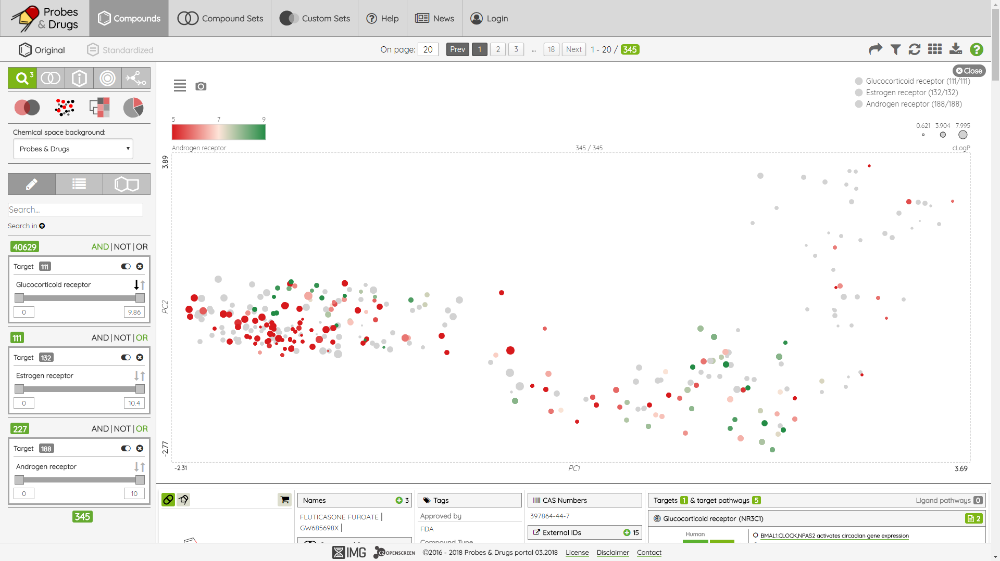 Probes
& Drugs
Compounds
Compound Sets
Custom Sets
Help
News
Login
Original
Standardized
On page: 20 Prev 1 2 3 ... 18 Next 1 - 20 / 345
Close
3
Chemical space background:
Probes & Drugs
Search...
Search in
40629 AND | NOT | OR
Target 111
Glucocorticoid receptor
0 9.86
111 AND | NOT | OR
Target 132
Estrogen receptor
0 10.4
227 AND | NOT | OR
Target 188
Androgen receptor
0 10
345
Glucocorticoid receptor (111/111)
Estrogen receptor (132/132)
Androgen receptor (188/188)
5 7 9
0.621 3.904 7.995
Androgen receptor
345 / 345
cLogP
3.89
PC2
-2.77
-2.31
PC1
3.69
Names 3
FLUTICASONE FUROATE |
GW685698X |
Tags
Approved by
FDA
CAS Numbers
397864-44-7
External IDs 15
Targets 1 & target pathways 5
Ligand pathways 0
Glucocorticoid receptor (NR3C1) 2
Human
BMAL1:CLOCK,NPAS2 activates circadian gene expression
IMG
CZ OPENSCREEN
©2016 - 2018 Probes & Drugs portal 03.2018
License
Disclaimer
Contact